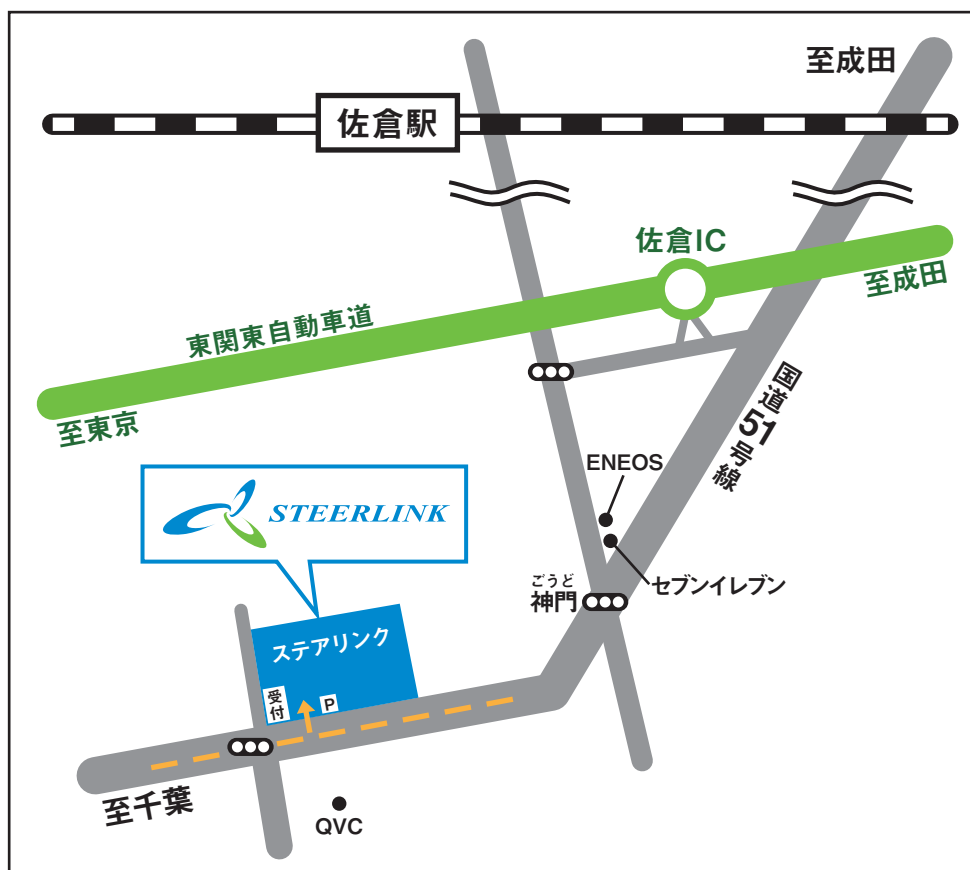 至成田
佐倉駅
佐倉IC
至成田
東関東自動車道
至東京
国道51号線
ENEOS
STEERLINK
セブンイレブン
ごうど
神門
ステアリンク
受付
P
至千葉
QVC